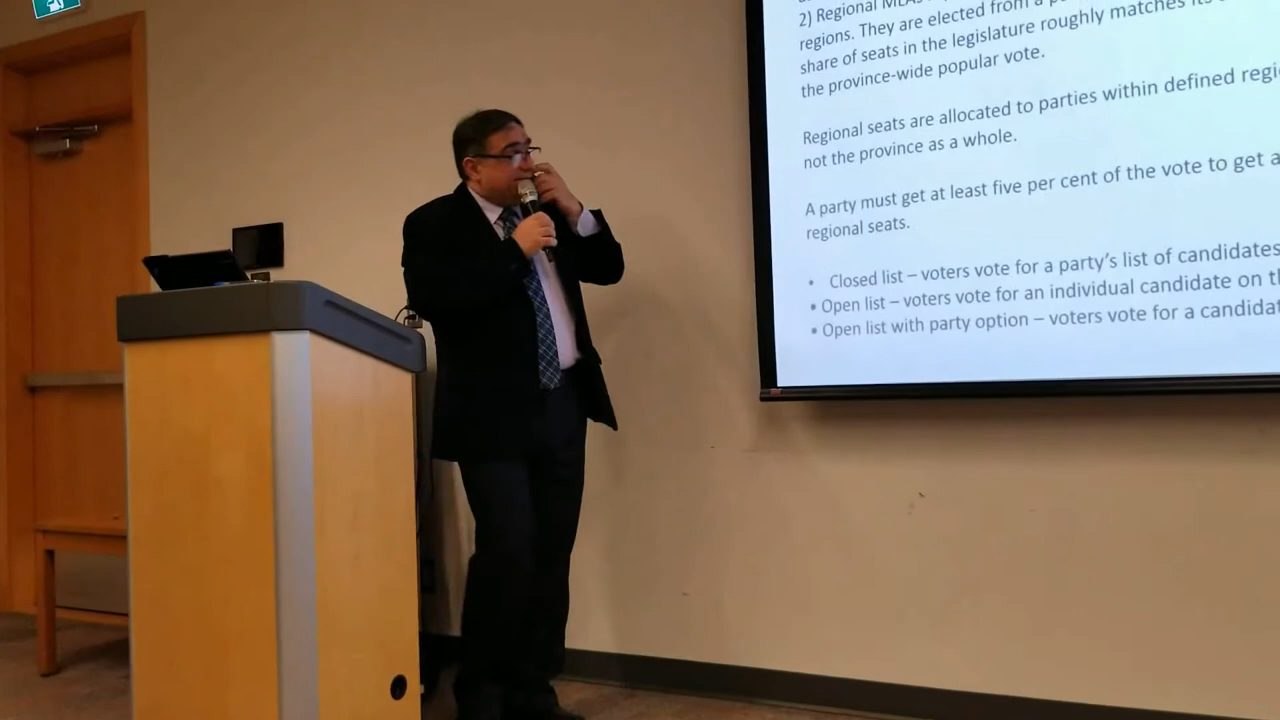 2) Regional MLAs
regions. They are elected from a
share of seats in the legislature roughly matches its
the province-wide popular vote.
Regional seats are allocated to parties within defined
not the province as a whole.
A party must get at least five per cent of the vote to get
regional seats.
• Closed list – voters vote for a party's list of candidates
• Open list – voters vote for an individual candidate on
• Open list with party option – voters vote for a